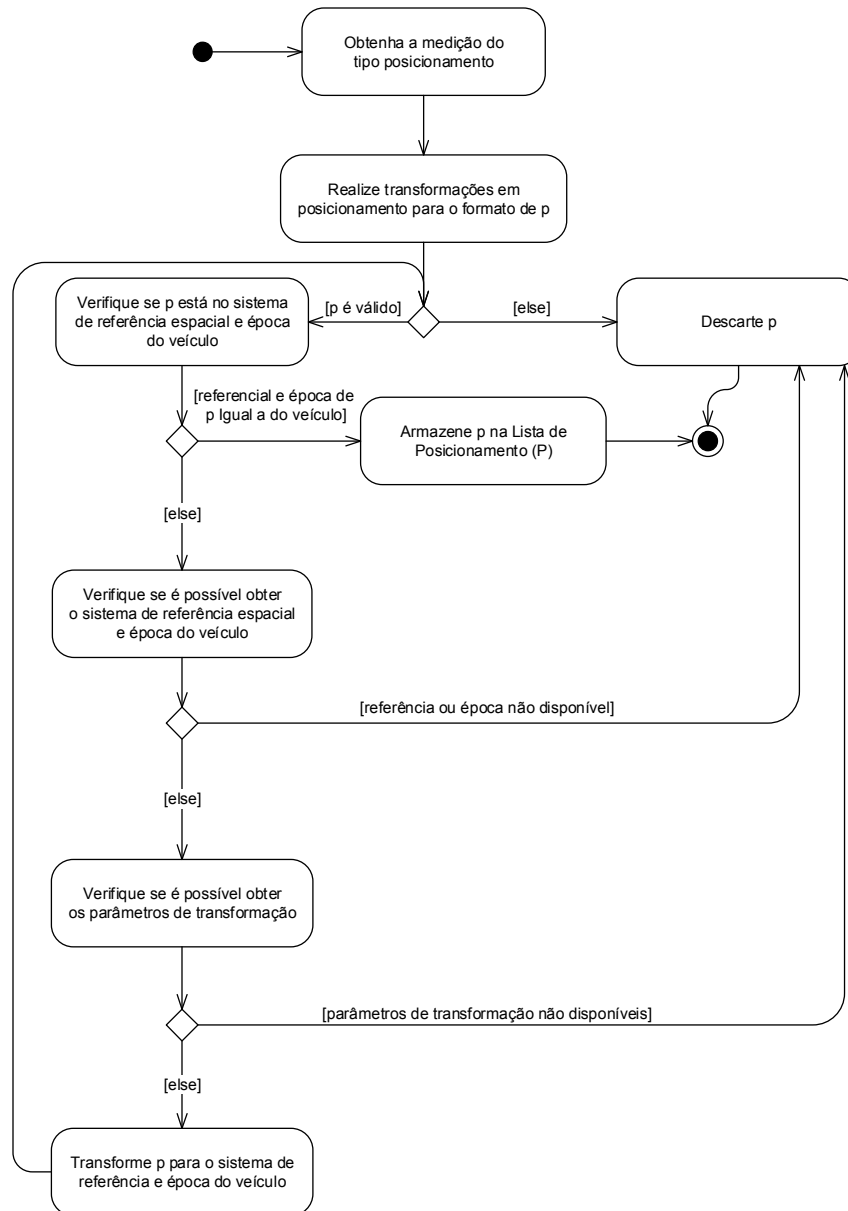 Obtenha a medição do
tipo posicionamento
Realize transformações em
posicionamento para o formato de p
Verifique se p está no sistema
de referência espacial e época
do veículo
[p é válido]
[else]
Descarte p
[referencial e época de
p Igual a do veículo]
Armazene p na Lista de
Posicionamento (P)
[else]
Verifique se é possível obter
o sistema de referência espacial
e época do veículo
[referência ou época não disponível]
[else]
Verifique se é possível obter
os parâmetros de transformação
[parâmetros de transformação não disponíveis]
[else]
Transforme p para o sistema de
referência e época do veículo